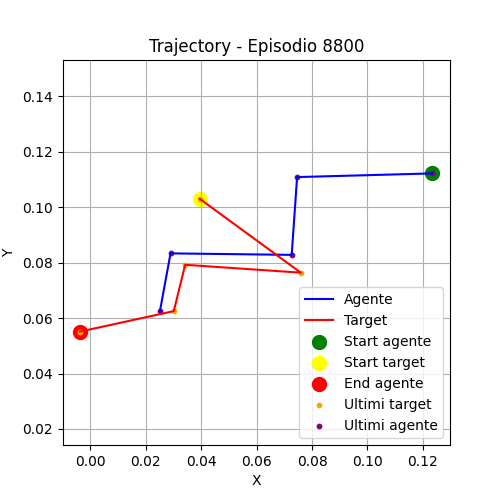 Trajectory - Episodio 8800
0.14
0.12
0.10
0.08
0.06
0.04
0.02
Y
0.00 0.02 0.04 0.06 0.08 0.10 0.12
X
Agente
Target
Start agente
Start target
End agente
Ultimi target
Ultimi agente